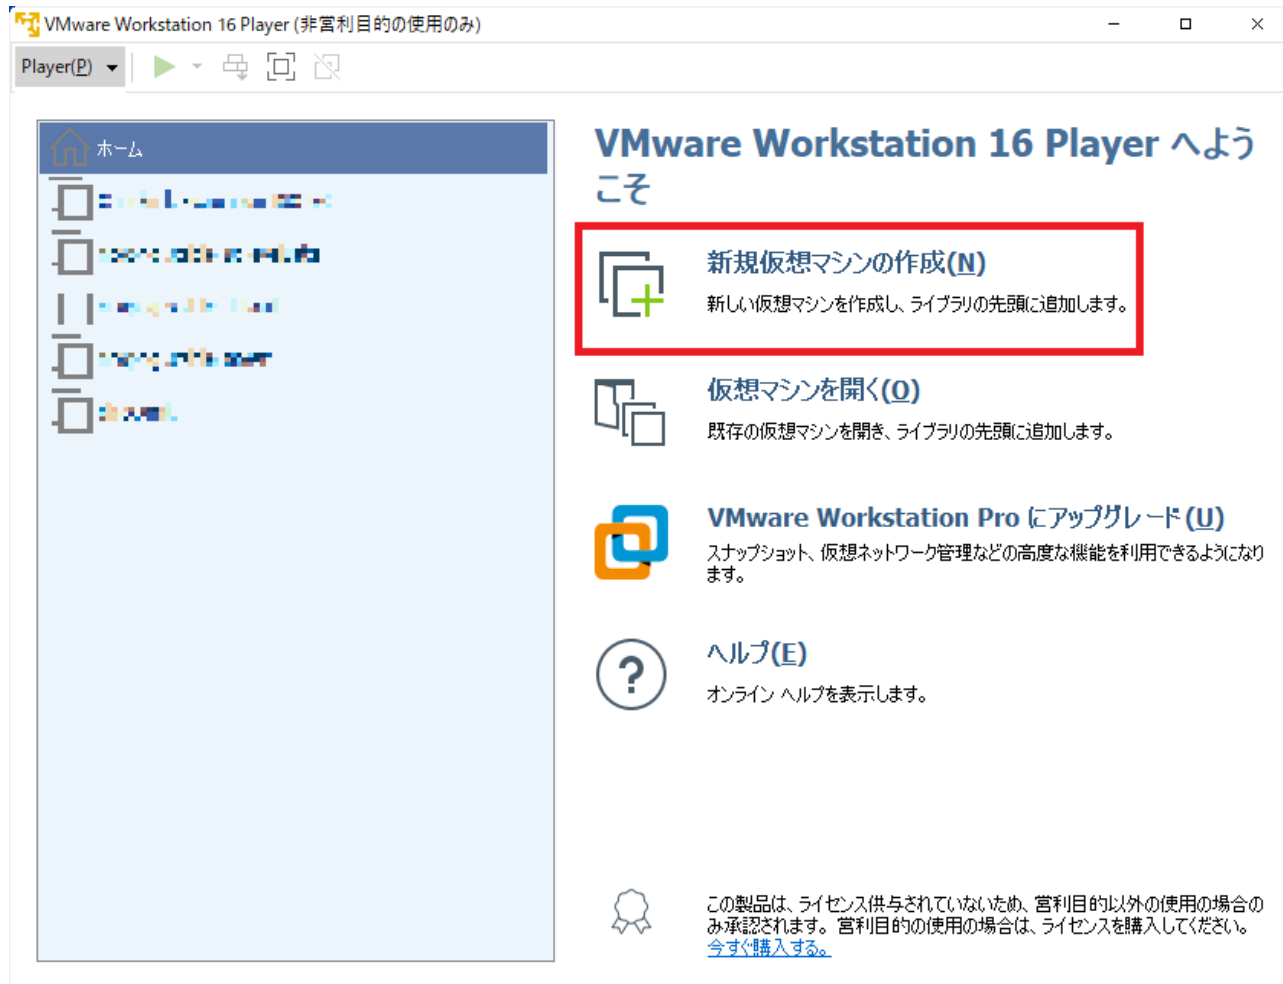 VMware Workstation 16 Player (非営利目的の使用のみ)
Player(P)
ホーム
VMware Workstation 16 Player へよう
こそ
新規仮想マシンの作成(N)
新しい仮想マシンを作成し、ライブラリの先頭に追加します。
仮想マシンを開く(O)
既存の仮想マシンを開き、ライブラリの先頭に追加します。
VMware Workstation Pro にアップグレード(U)
スナップショット、仮想ネットワーク管理などの高度な機能を利用できるようになり
ます。
ヘルプ(E)
オンライン ヘルプを表示します。
この製品は、ライセンス供与されていないため、営利目的以外の使用の場合の
み承認されます。営利目的の使用の場合は、ライセンスを購入してください。
今すぐ購入する。